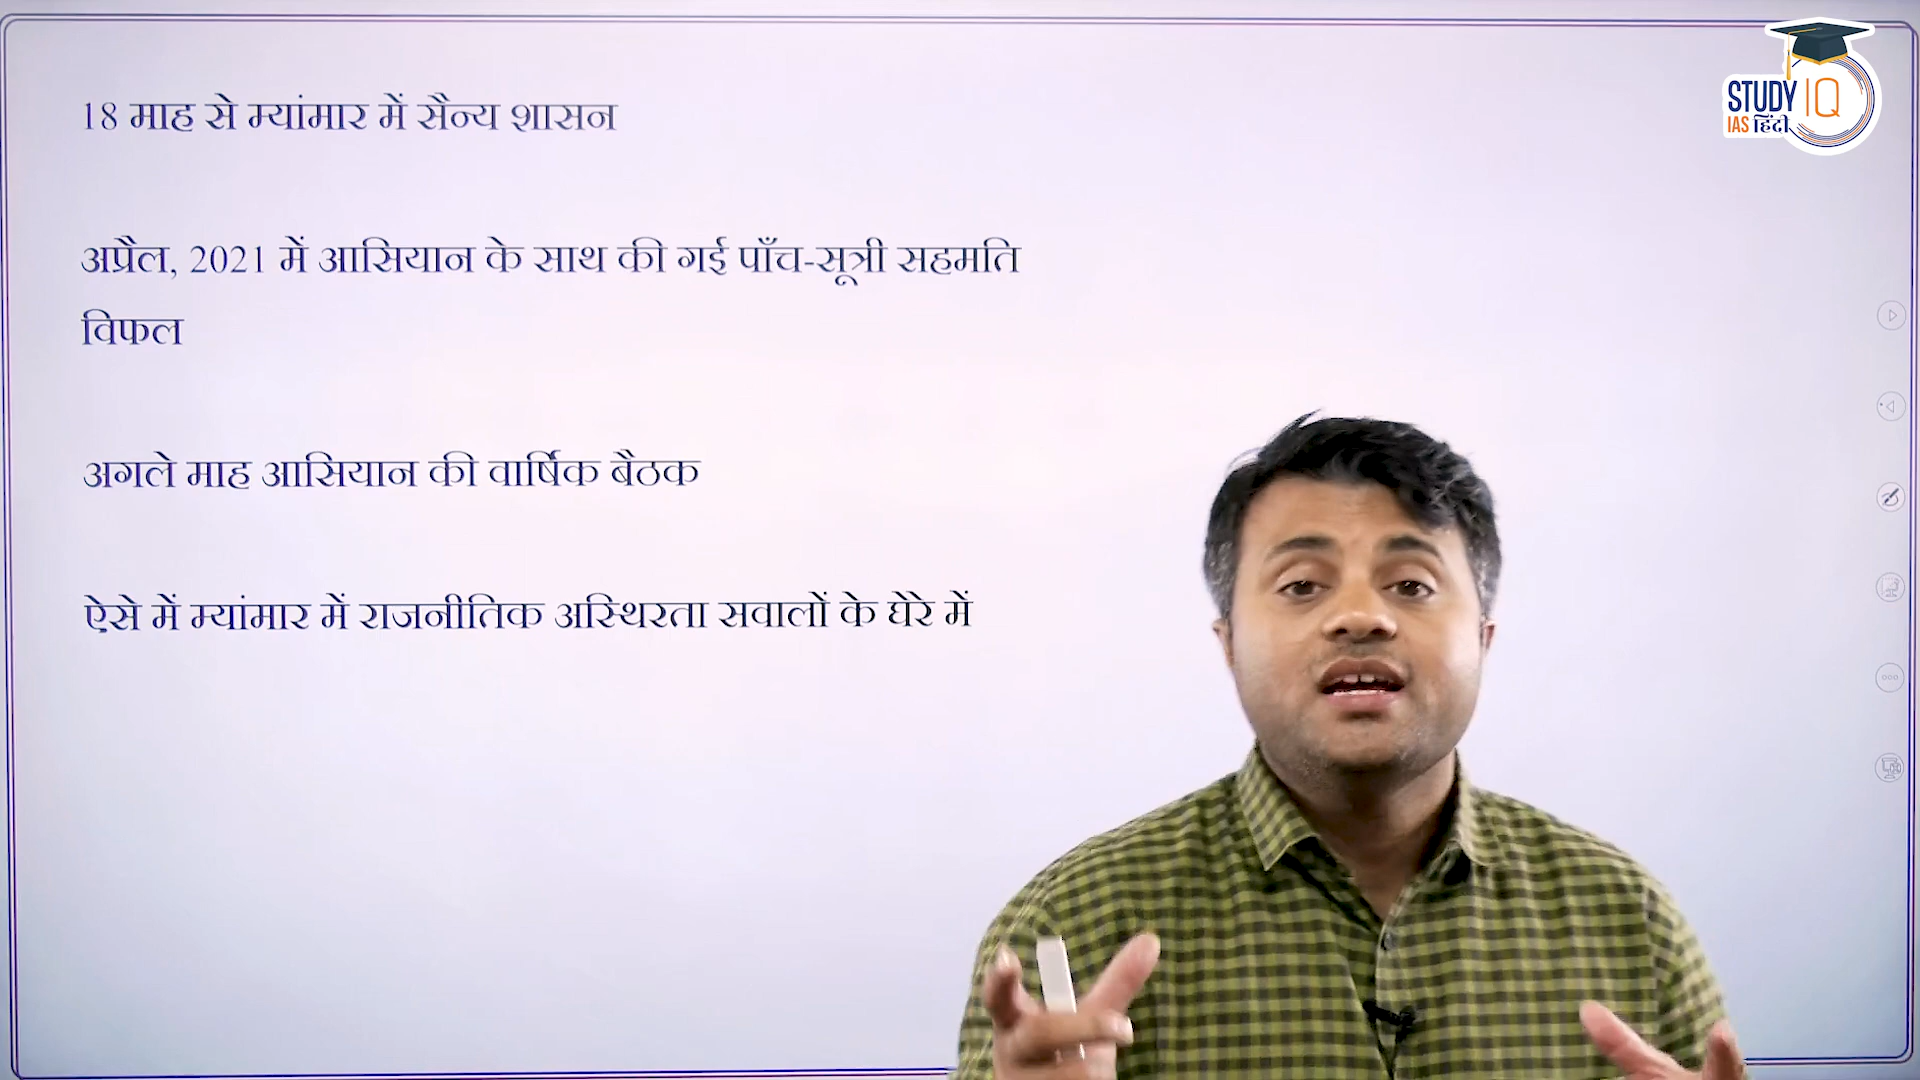 18 माह से म्यांमार में सैन्य शासन
अप्रैल, 2021 में आसियान के साथ की गई पाँच-सूत्री सहमति
विफल
अगले माह आसियान की वार्षिक बैठक
ऐसे में म्यांमार में राजनीतिक अस्थिरता सवालों के घेरे में
STUDY IQ
IAS हिंदी